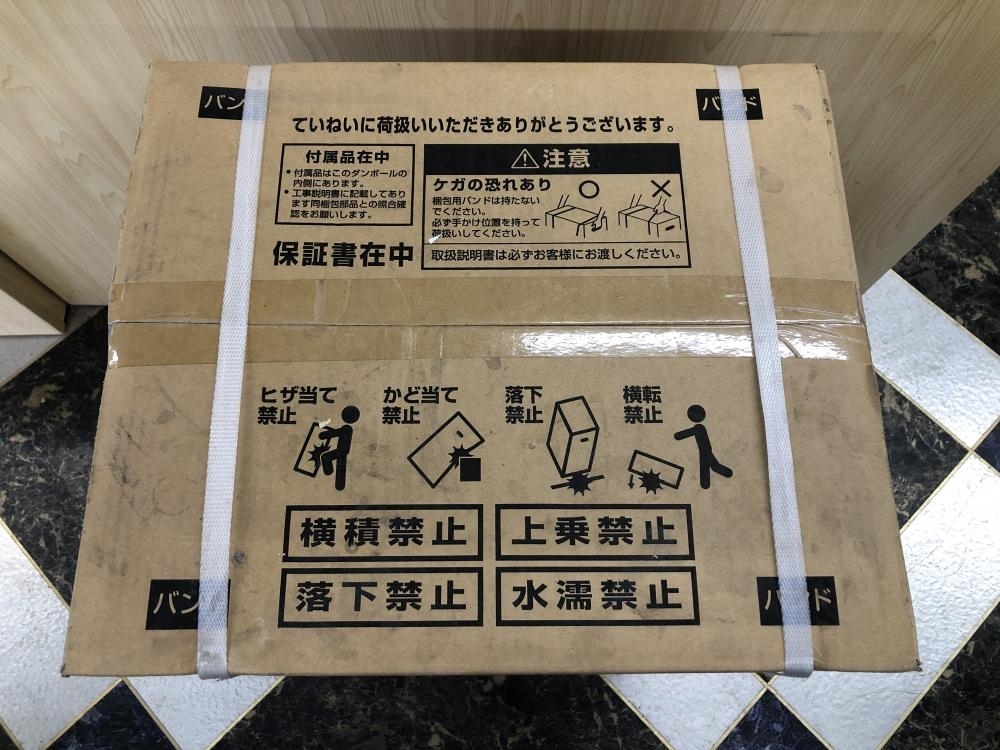 バンド
バンド
ていねいに荷扱いいただきありがとうございます。
付属品在中
• 付属品はこのダンボールの
内側にあります。
• 工事説明書に記載してあり
ます同梱包部品との照合確
認をお願いします。
保証書在中
注意
ケガの恐れあり
梱包用バンドは持たない
でください。
必ず手かけ位置を持って
荷扱いしてください。
取扱説明書は必ずお客様にお渡しください。
ヒザ当て
禁止
かど当て
禁止
落下
禁止
横転
禁止
横積禁止
上乗禁止
落下禁止
水濡禁止
バンド
バンド